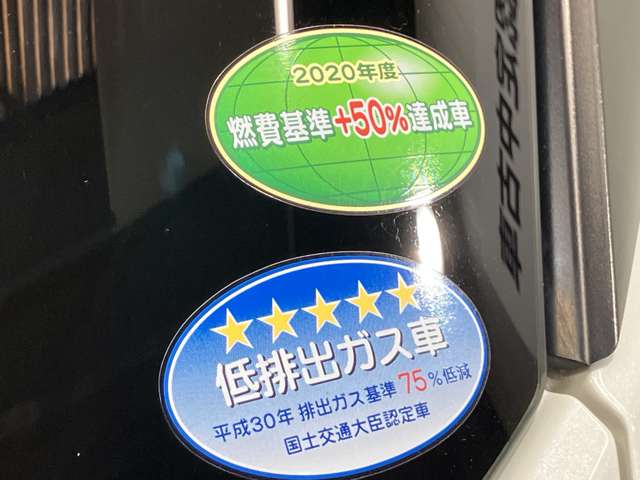 2020年度
燃費基準+50%達成車
★★★★★
低排出ガス車
平成30年 排出ガス基準 75%低減
国土交通大臣認定車